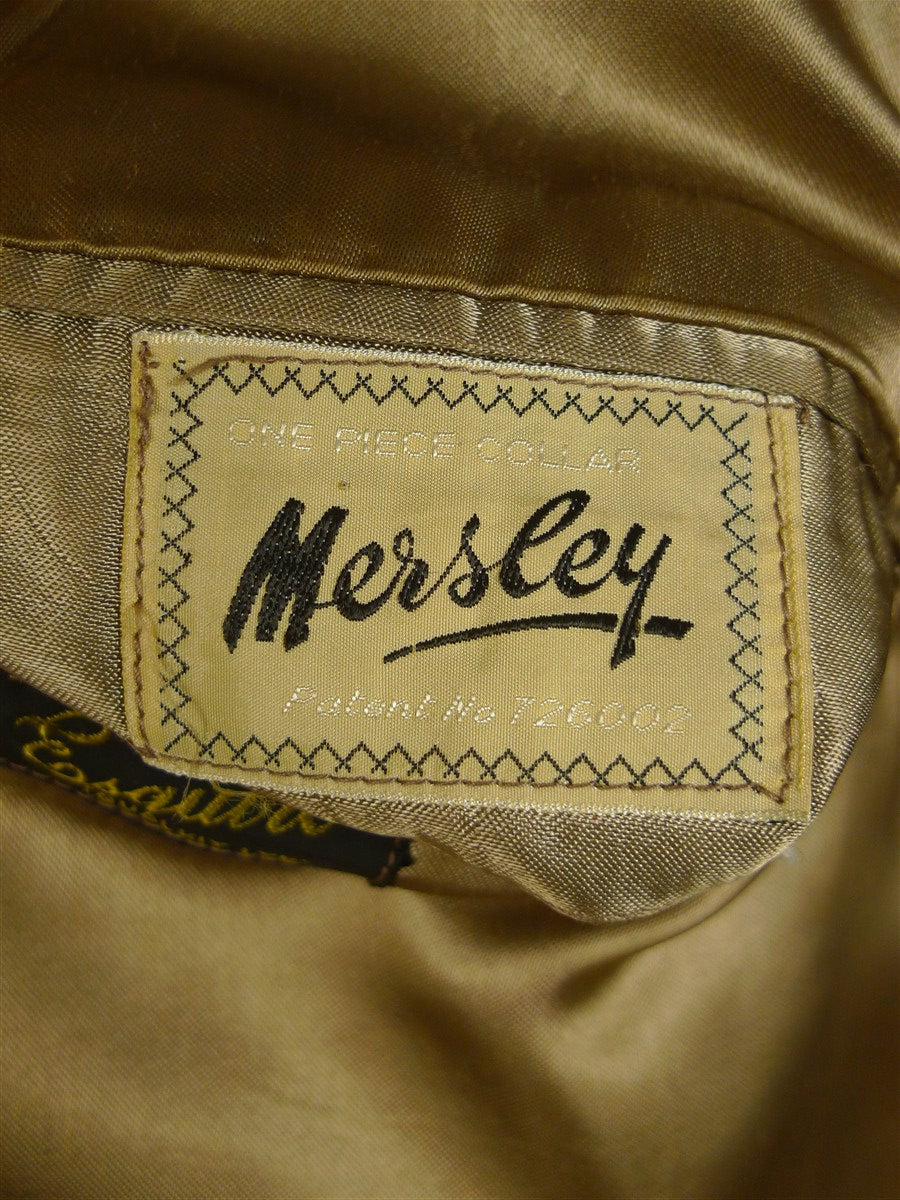 ONE PIECE COLLAR
Mersley
Patent No 726002